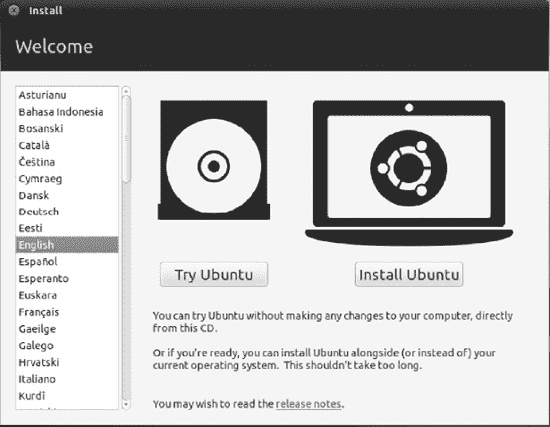 Install
Welcome
Asturianu
Bahasa Indonesia
Bosanski
Català
Čeština
Cymraeg
Dansk
Deutsch
Eesti
English
Español
Esperanto
Euskara
Français
Gaeilge
Galego
Hrvatski
Italiano
Kurdî
Try Ubuntu
Install Ubuntu
You can try Ubuntu without making any changes to your computer, directly
from this CD.
Or if you're ready, you can install Ubuntu alongside (or instead of) your
current operating system. This shouldn't take too long.
You may wish to read the release notes.